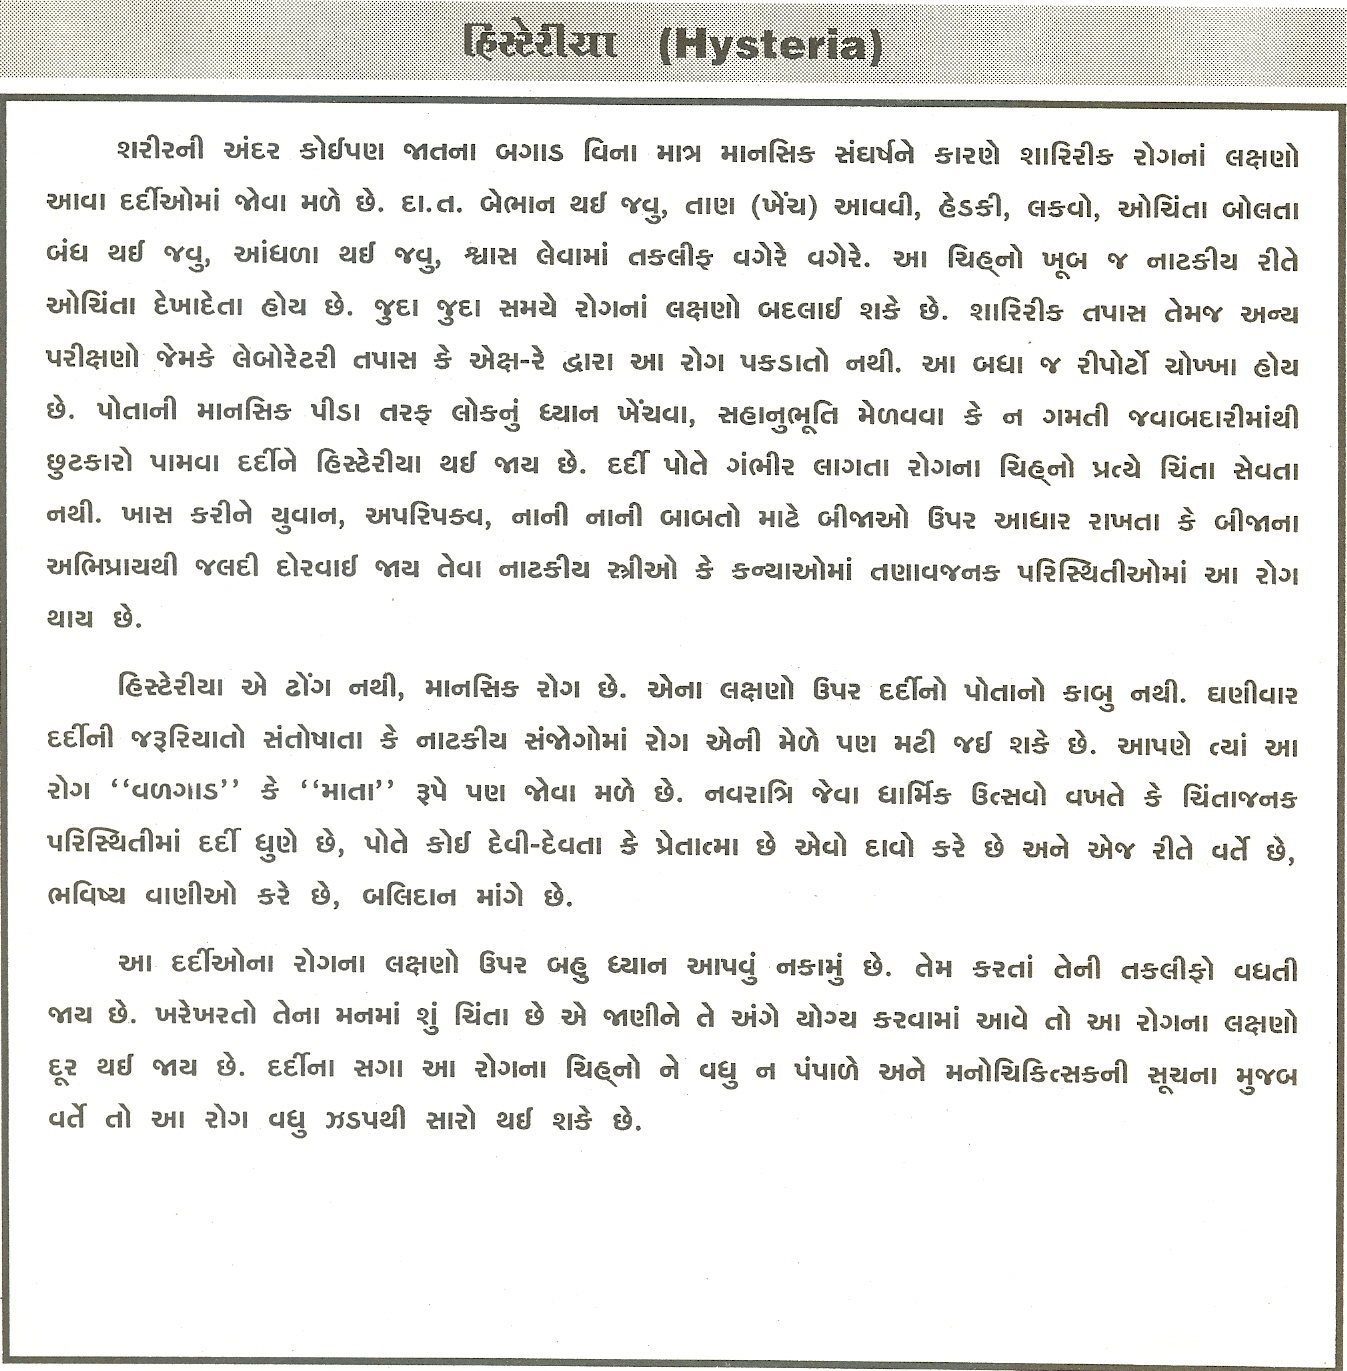 હિસ્ટેરીયા (Hysteria)
શરીરની અંદર કોઈપણ જાતના બગાડ વિના માત્ર માનસિક સંઘર્ષને કારણે શારિરીક રોગનાં લક્ષણો
આવા દર્દીઓમાં જોવા મળે છે. દા.ત. બેભાન થઈ જવુ, તાણ (ખેંચ) આવવી, હેડકી, લકવો, ઓચિંતા બોલતા
બંધ થઈ જવુ, આંધળા થઈ જવુ, શ્વાસ લેવામાં તકલીફ વગેરે વગેરે. આ ચિહ્નો ખૂબ જ નાટકીય રીતે
ઓચિંતા દેખાદેતા હોય છે. જુદા જુદા સમયે રોગનાં લક્ષણો બદલાઈ શકે છે. શારિરીક તપાસ તેમજ અન્ય
પરીક્ષણો જેમકે લેબોરેટરી તપાસ કે એક્ષ-રે દ્વારા આ રોગ પકડાતો નથી. આ બધા જ રીપોર્ટો ચોખ્ખા હોય
છે. પોતાની માનસિક પીડા તરફ લોકનું ધ્યાન ખેંચવા, સહાનુભૂતિ મેળવવા કે ન ગમતી જવાબદારીમાંથી
છુટકારો પામવા દર્દીને હિસ્ટેરીયા થઈ જાય છે. દર્દી પોતે ગંભીર લાગતા રોગના ચિહ્નો પ્રત્યે ચિંતા સેવતા
નથી. ખાસ કરીને યુવાન, અપરિપક્વ, નાની નાની બાબતો માટે બીજાઓ ઉપર આધાર રાખતા કે બીજાના
અભિપ્રાયથી જલદી દોરવાઈ જાય તેવા નાટકીય સ્ત્રીઓ કે કન્યાઓમાં તણાવજનક પરિસ્થિતીઓમાં આ રોગ
થાય છે.
હિસ્ટેરીયા એ ઢોંગ નથી, માનસિક રોગ છે. એના લક્ષણો ઉપર દર્દીનો પોતાનો કાબુ નથી. ઘણીવાર
દર્દીની જરૂરિયાતો સંતોષાતા કે નાટકીય સંજોગોમાં રોગ એની મેળે પણ મટી જઈ શકે છે. આપણે ત્યાં આ
રોગ ‘‘વળગાડ’’ કે ‘‘માતા’’ રૂપે પણ જોવા મળે છે. નવરાત્રિ જેવા ધાર્મિક ઉત્સવો વખતે કે ચિંતાજનક
પરિસ્થિતીમાં દર્દી ધુણે છે, પોતે કોઈ દેવી-દેવતા કે પ્રેતાત્મા છે એવો દાવો કરે છે અને એજ રીતે વર્તે છે,
ભવિષ્ય વાણીઓ કરે છે, બલિદાન માંગે છે.
આ દર્દીઓના રોગના લક્ષણો ઉપર બહુ ધ્યાન આપવું નકામું છે. તેમ કરતાં તેની તકલીફો વધતી
જાય છે. ખરેખરતો તેના મનમાં શું ચિંતા છે એ જાણીને તે અંગે યોગ્ય કરવામાં આવે તો આ રોગના લક્ષણો
દૂર થઈ જાય છે. દર્દીના સગા આ રોગના ચિહ્નો ને વધુ ન પંપાળે અને મનોચિકિત્સકની સૂચના મુજબ
વર્તે તો આ રોગ વધુ ઝડપથી સારો થઈ શકે છે.